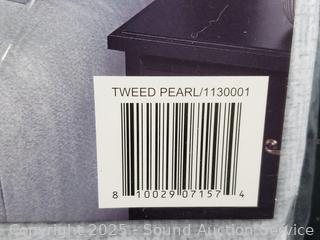 TWEED PEARL/1130001
8 10029 07157 4
Copyright 2025 - Sound Auction Service